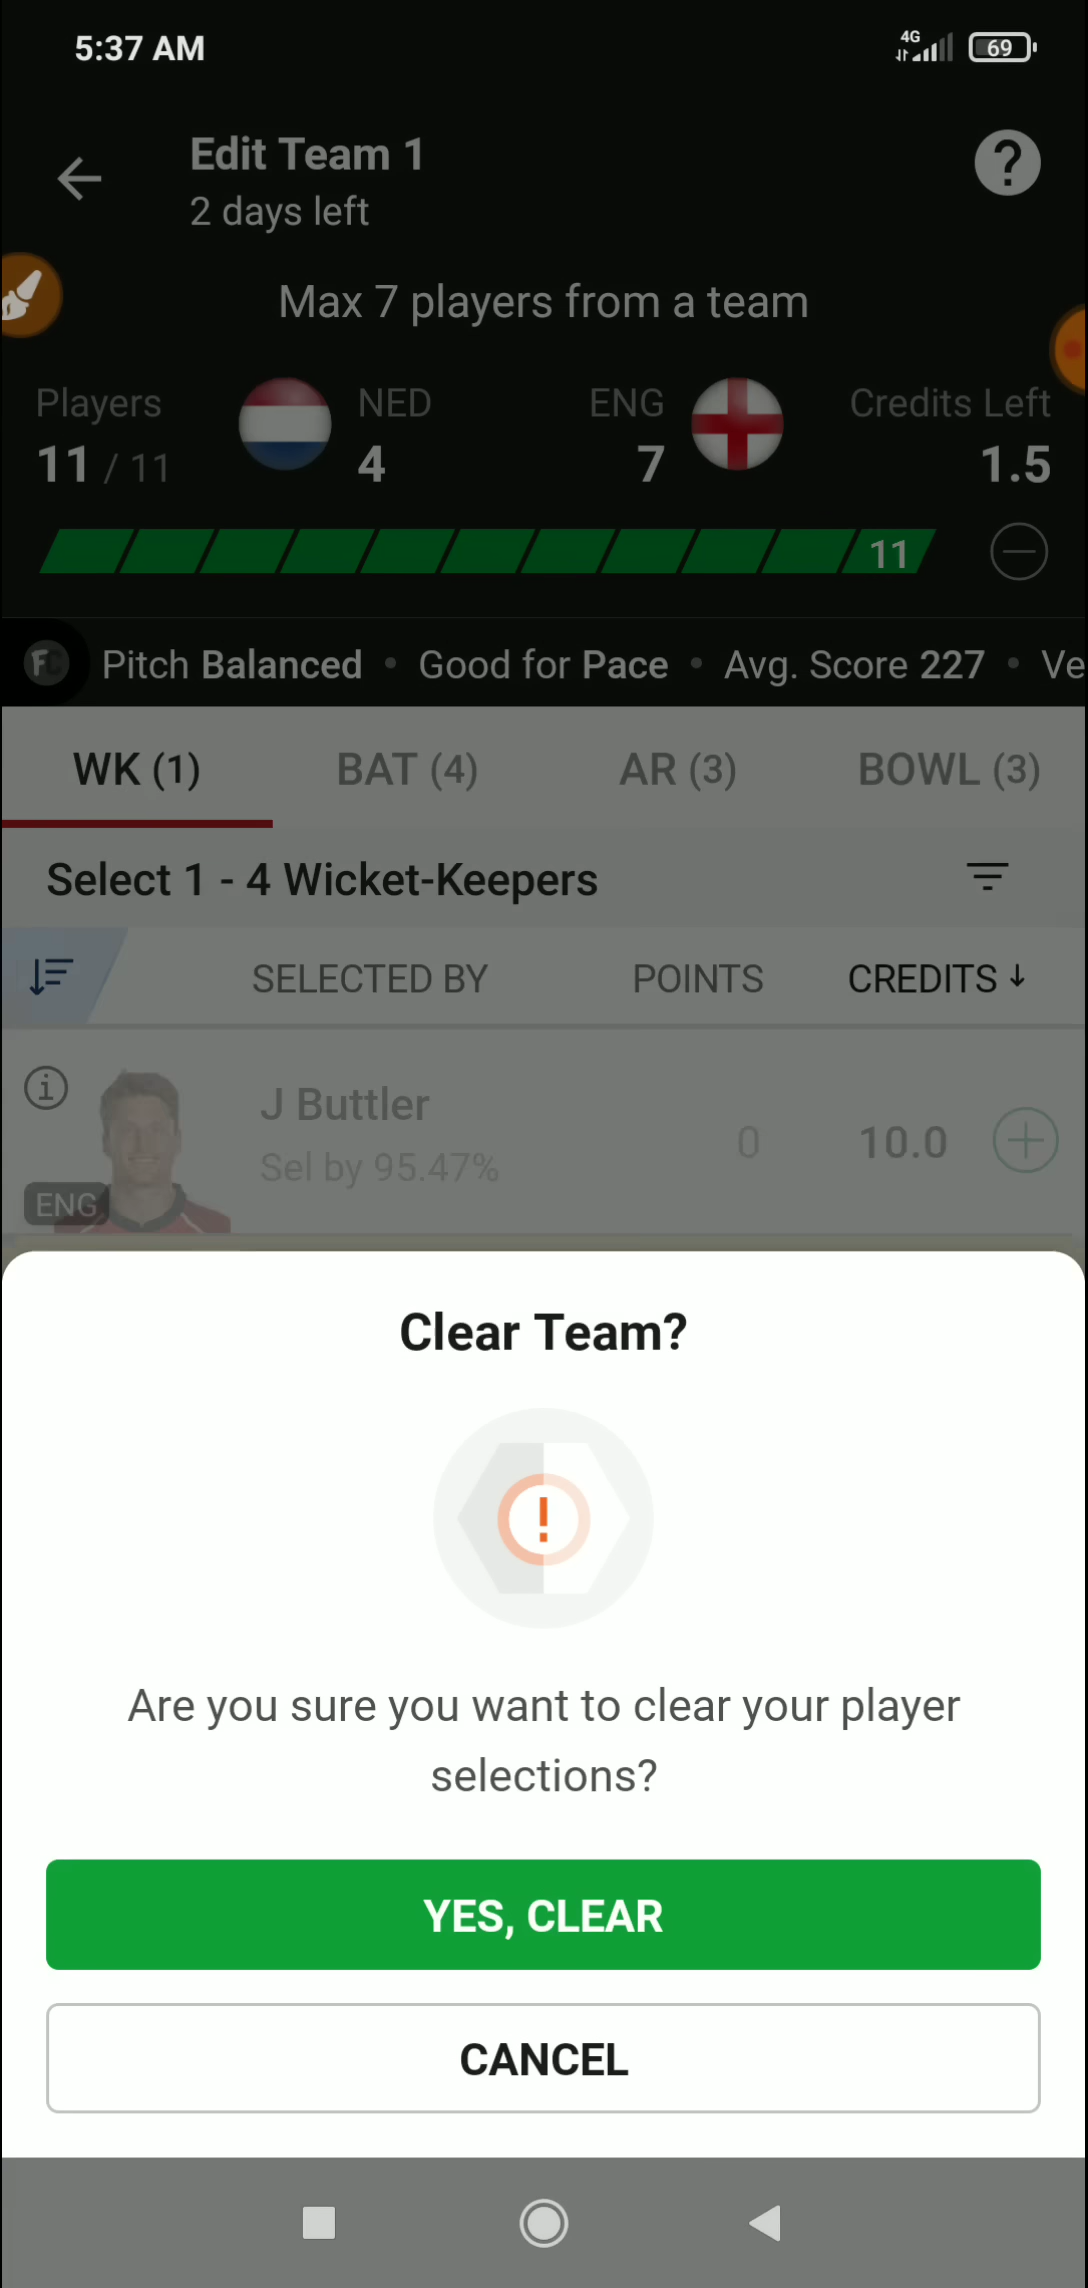 5:37 AM
4G
69
Edit Team 1
2 days left
?
Max 7 players from a team
Players
NED
ENG
Credits Left
11 / 11
4
7
1.5
11
FC Pitch Balanced • Good for Pace • Avg. Score 227 • Ve
WK (1)
BAT (4)
AR (3)
BOWL (3)
Select 1 - 4 Wicket-Keepers
SELECTED BY
POINTS
CREDITS ↓
J Buttler
Sel by 95.47%
0
10.0
ENG
Clear Team?
!
Are you sure you want to clear your player
selections?
YES, CLEAR
CANCEL